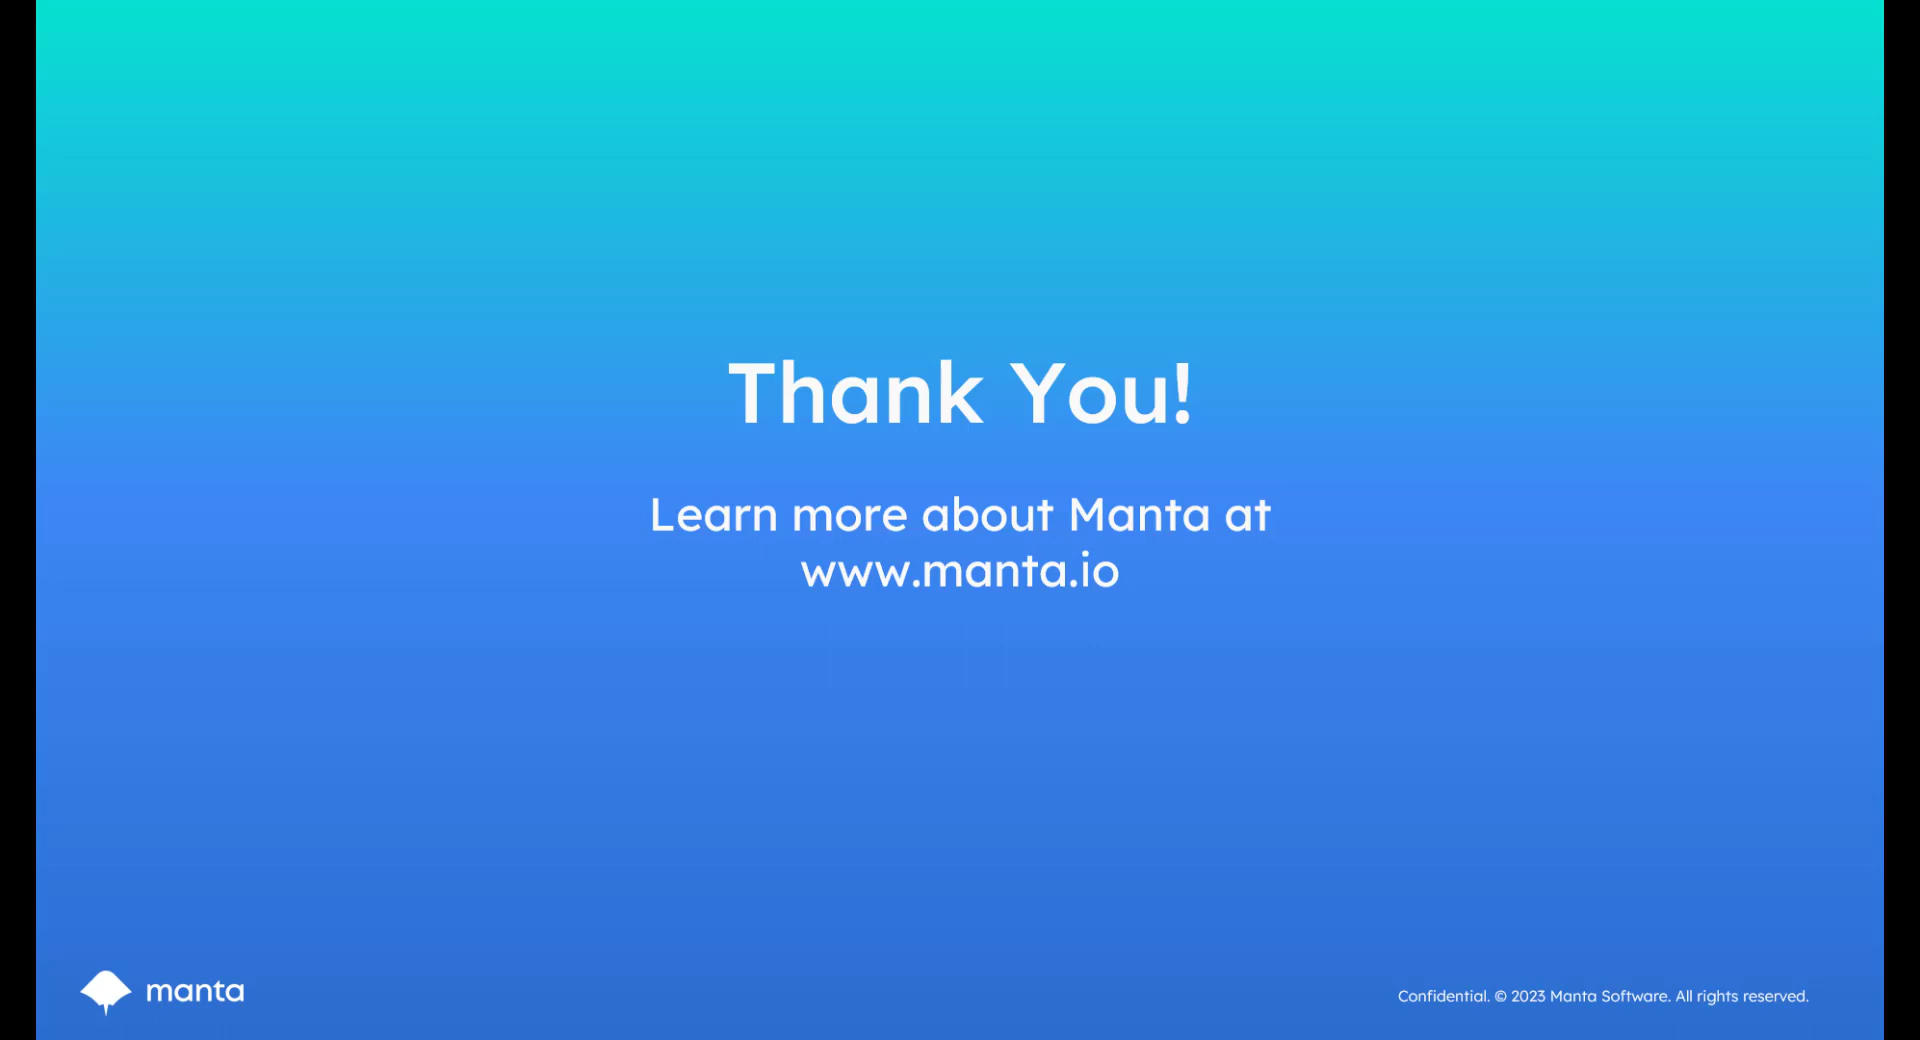 Thank You!
Learn more about Manta at
www.manta.io
manta
Confidential. © 2023 Manta Software. All rights reserved.